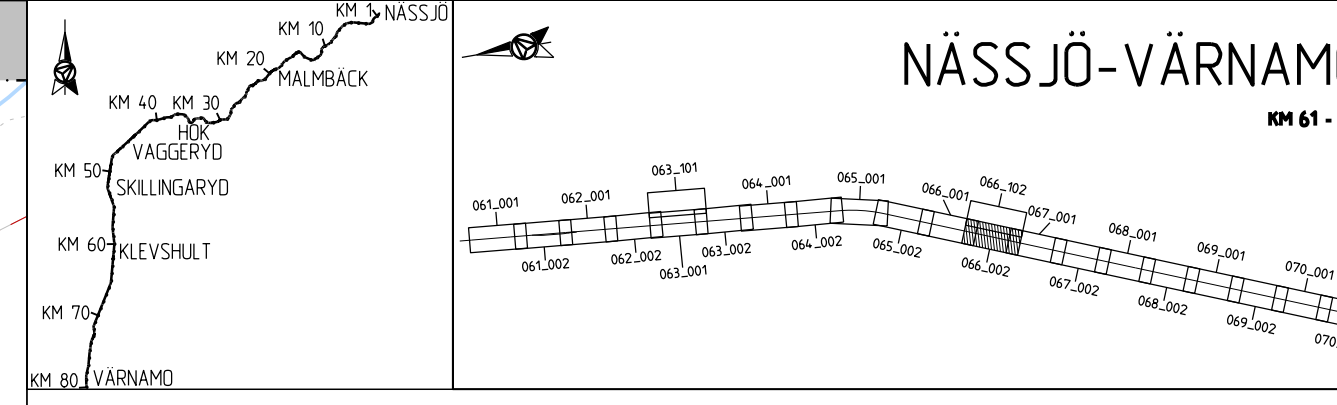 KM 1
NÄSSJÖ
KM 10
KM 20
MALMBÄCK
KM 40
KM 30
HOK
VAGGERYD
KM 50
SKILLINGARYD
KM 60
KLEVSHULT
KM 70
KM 80
VÄRNAMO
NÄSSJÖ-VÄRNAMO
KM 61 -
061_001
062_001
063_101
064_001
065_001
066_001
066_102
067_001
068_001
069_001
070_001
061_002
062_002
063_001
063_002
064_002
065_002
066_002
067_002
068_002
069_002
070